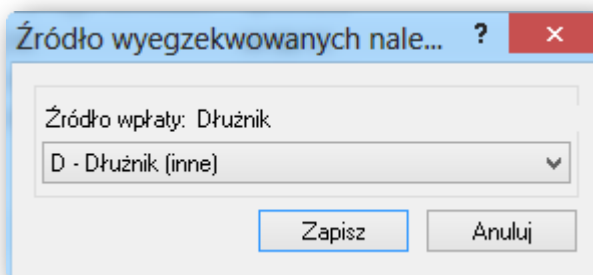 Źródło wyegzekwowanych nale... ?
Źródło wpłaty: Dłużnik
D - Dłużnik (inne)
Zapisz Anuluj